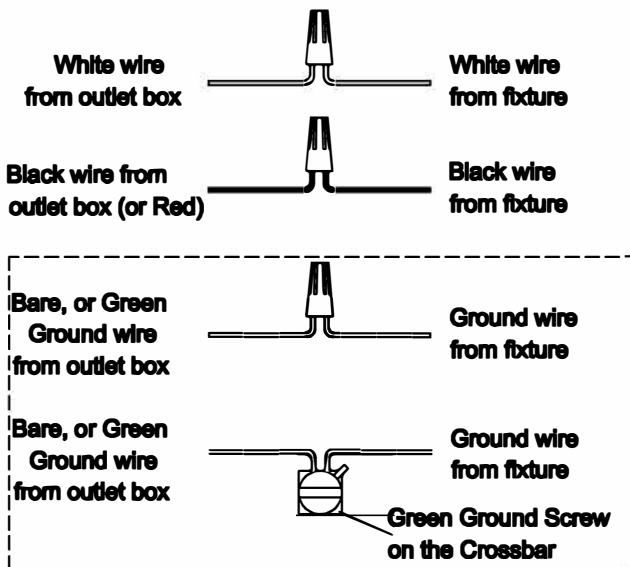 White wire
from outlet box
White wire
from fixture
Black wire from
outlet box (or Red)
Black wire
from fixture
Bare, or Green
Ground wire
from outlet box
Ground wire
from fixture
Bare, or Green
Ground wire
from outlet box
Ground wire
from fixture
Green Ground Screw
on the Crossbar